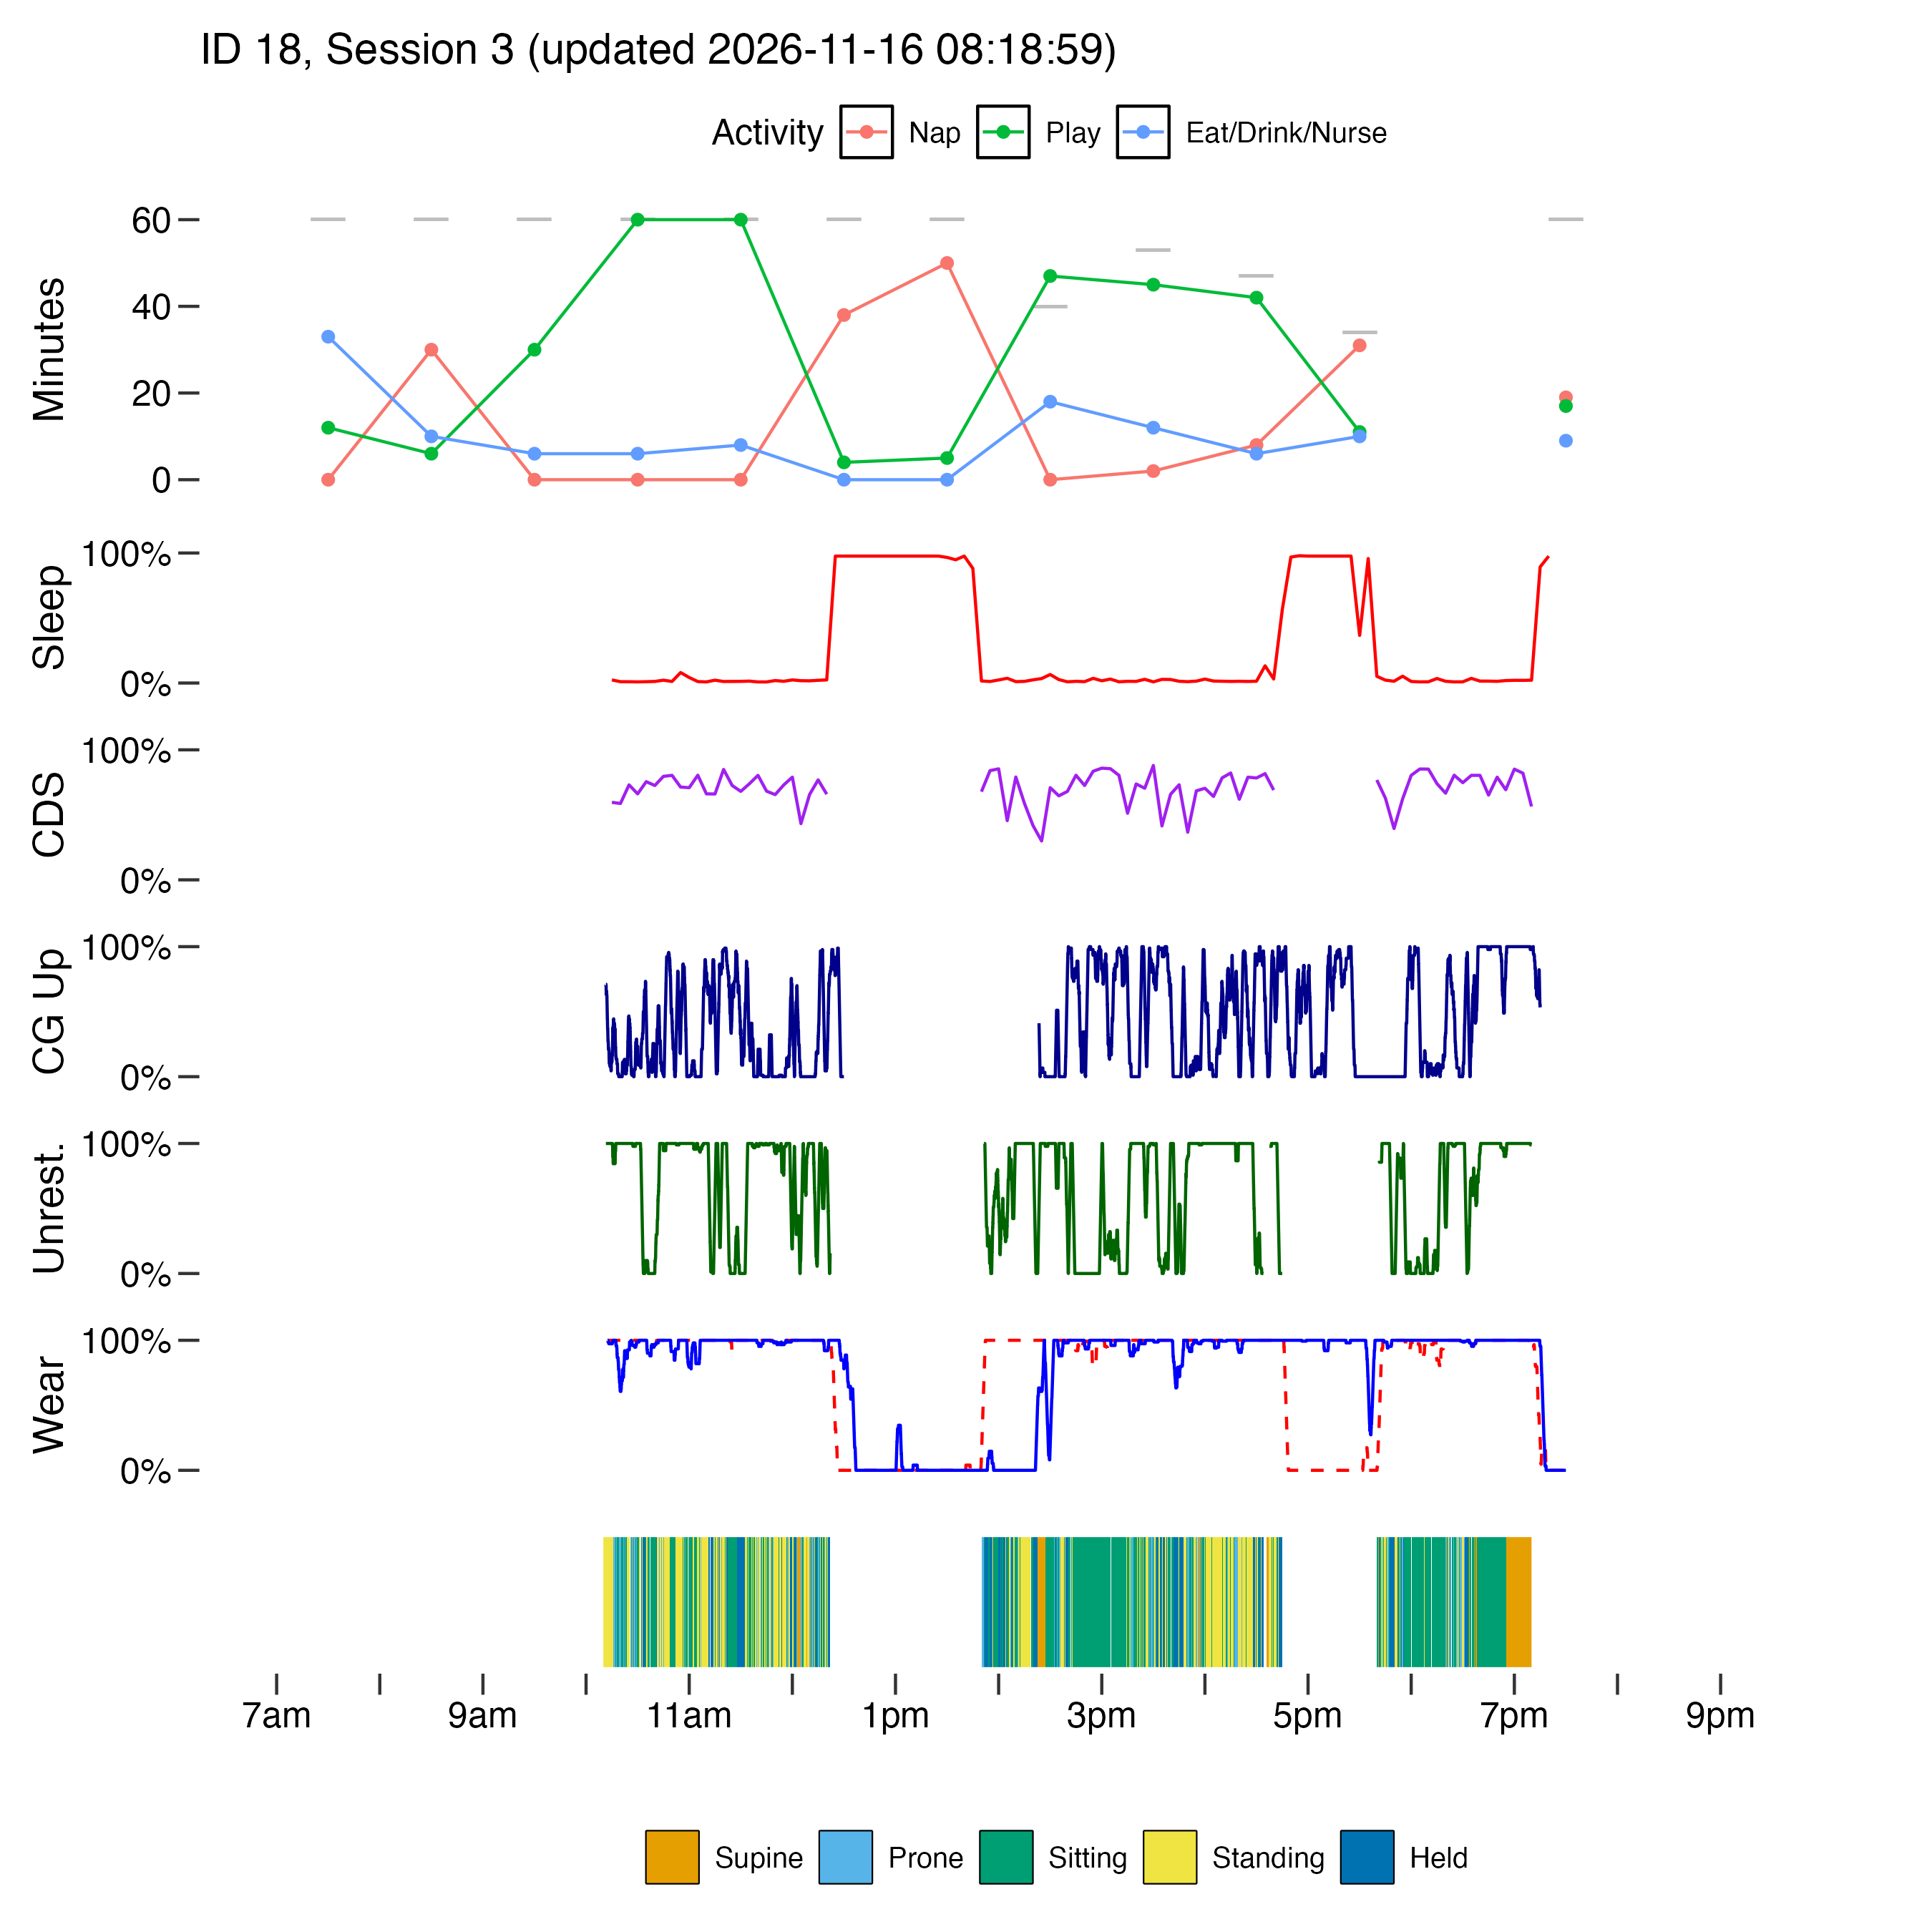 ID 18, Session 3 (updated 2026-11-16 08:18:59)
Activity Nap Play Eat/Drink/Nurse
Minutes
60
40
20
0
Sleep
100%
0%
CDS
100%
0%
CG Up
100%
0%
Unrest.
100%
0%
Wear
100%
0%
7am 9am 11am 1pm 3pm 5pm 7pm 9pm
Supine Prone Sitting Standing Held